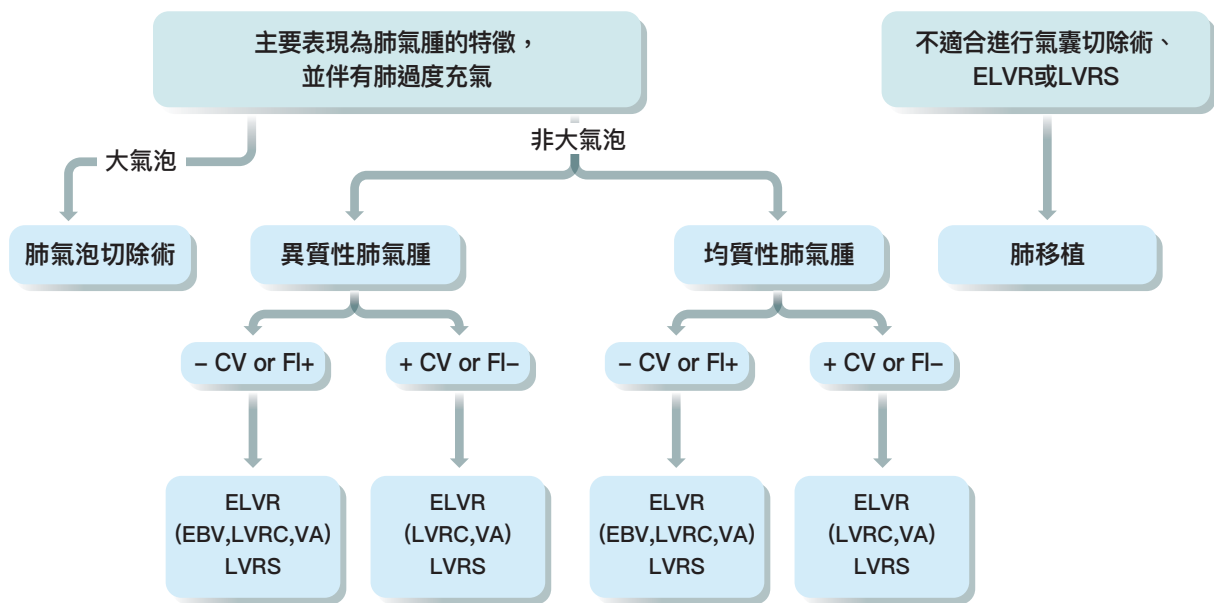 主要表現為肺氣腫的特徵，
並伴有肺過度充氣
不適合進行氣囊切除術、
ELVR或LVRS
大氣泡
非大氣泡
肺氣泡切除術
異質性肺氣腫
均質性肺氣腫
肺移植
– CV or FI+
+ CV or FI–
– CV or FI+
+ CV or FI–
ELVR
(EBV,LVRC,VA)
LVRS
ELVR
(LVRC,VA)
LVRS
ELVR
(EBV,LVRC,VA)
LVRS
ELVR
(LVRC,VA)
LVRS